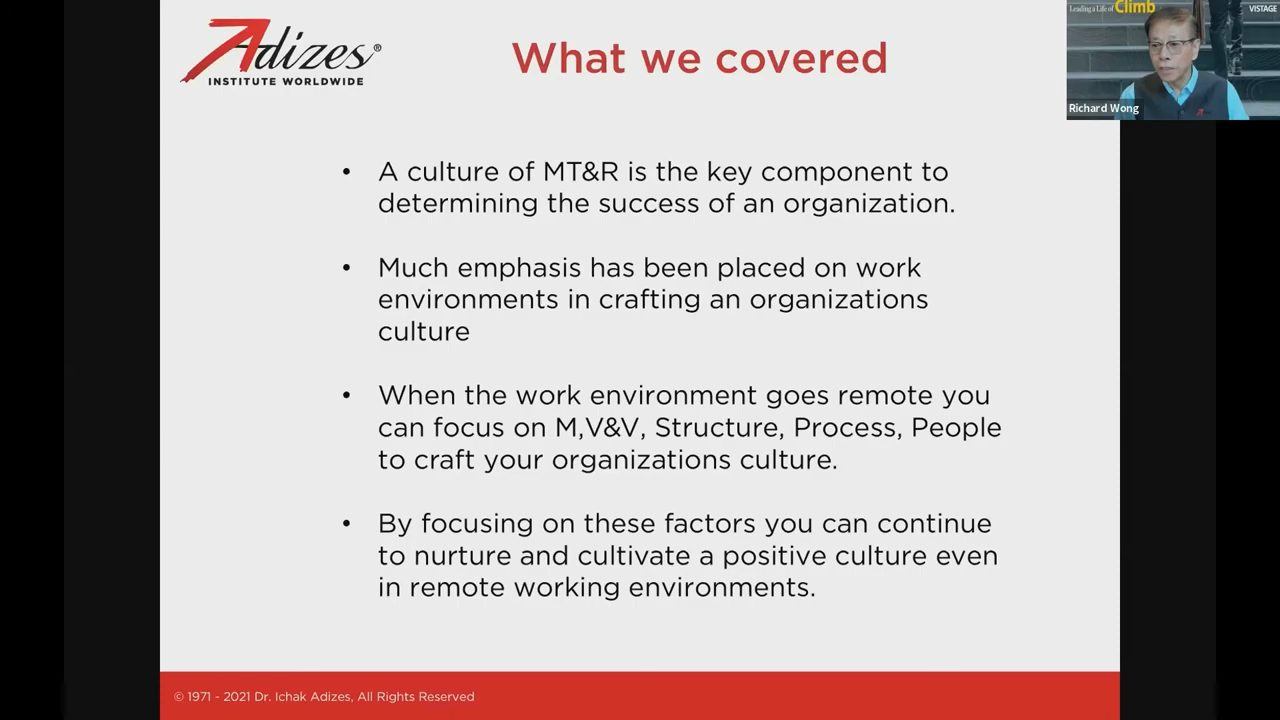 Adizes®
INSTITUTE WORLDWIDE
What we covered
Leading a Life of Climb
VISTAGE
Richard Wong
• A culture of MT&R is the key component to
determining the success of an organization.
• Much emphasis has been placed on work
environments in crafting an organizations
culture
• When the work environment goes remote you
can focus on M,V&V, Structure, Process, People
to craft your organizations culture.
• By focusing on these factors you can continue
to nurture and cultivate a positive culture even
in remote working environments.
© 1971 - 2021 Dr. Ichak Adizes, All Rights Reserved